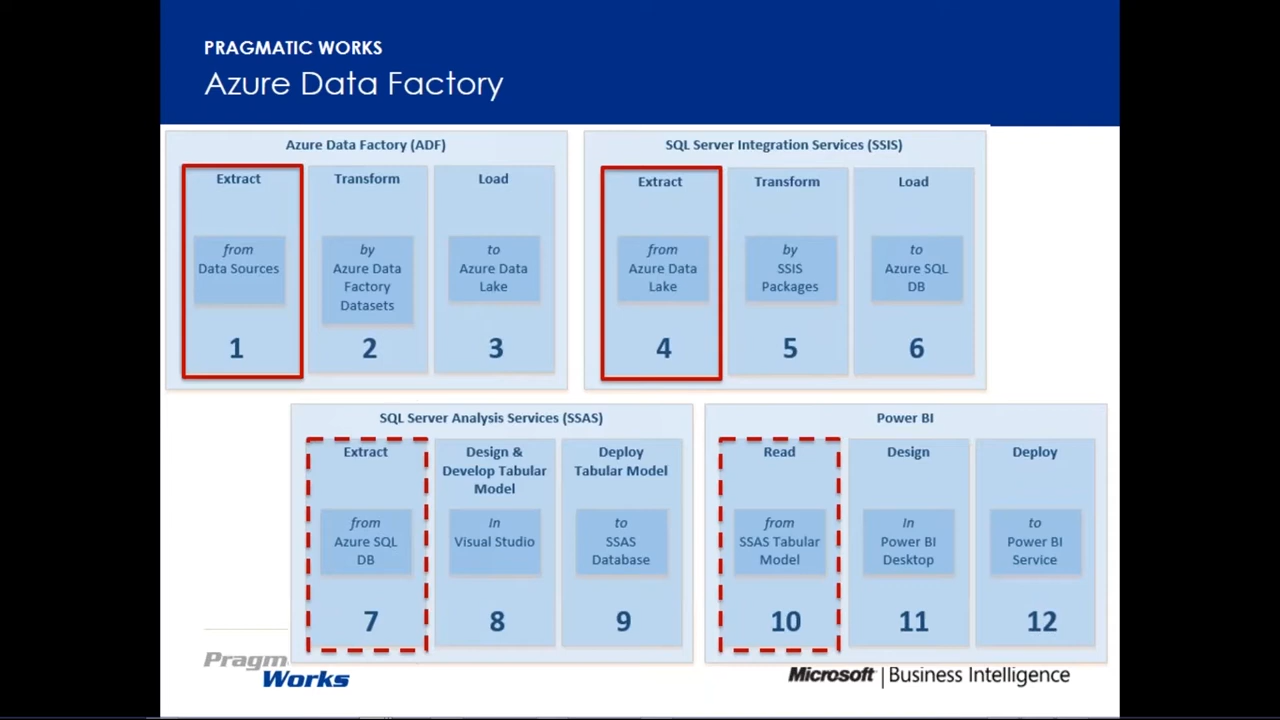 PRAGMATIC WORKS
Azure Data Factory
Azure Data Factory (ADF)
Extract
from
Data Sources
1
Transform
by
Azure Data
Factory
Datasets
2
Load
to
Azure Data
Lake
3
SQL Server Integration Services (SSIS)
Extract
from
Azure Data
Lake
4
Transform
by
SSIS
Packages
5
Load
to
Azure SQL
DB
6
SQL Server Analysis Services (SSAS)
Extract
from
Azure SQL
DB
7
Design &
Develop Tabular
Model
In
Visual Studio
8
Deploy
Tabular Model
to
SSAS
Database
9
Power BI
Read
from
SSAS Tabular
Model
10
Design
In
Power BI
Desktop
11
Deploy
to
Power BI
Service
12
Pragm
Works
Microsoft | Business Intelligence